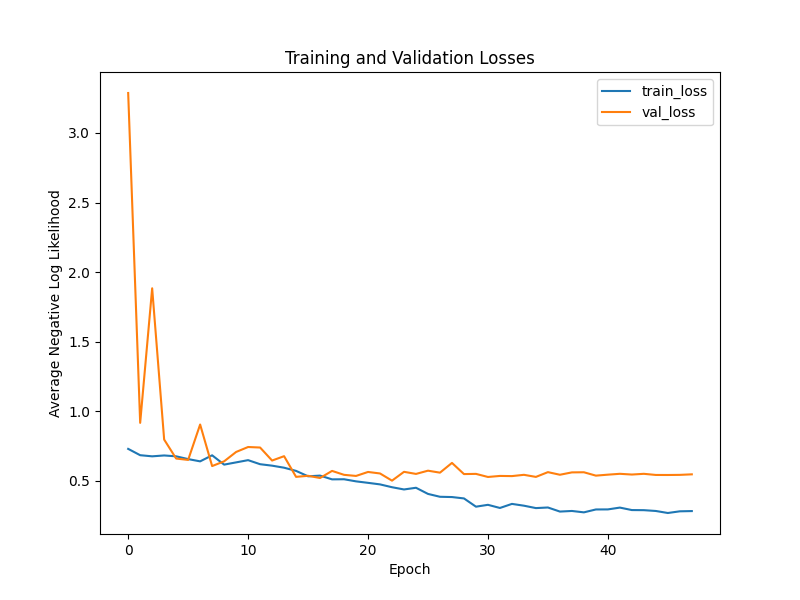 Training and Validation Losses
train_loss
val_loss
3.0
2.5
2.0
1.5
1.0
0.5
Average Negative Log Likelihood
0
10
20
30
40
Epoch